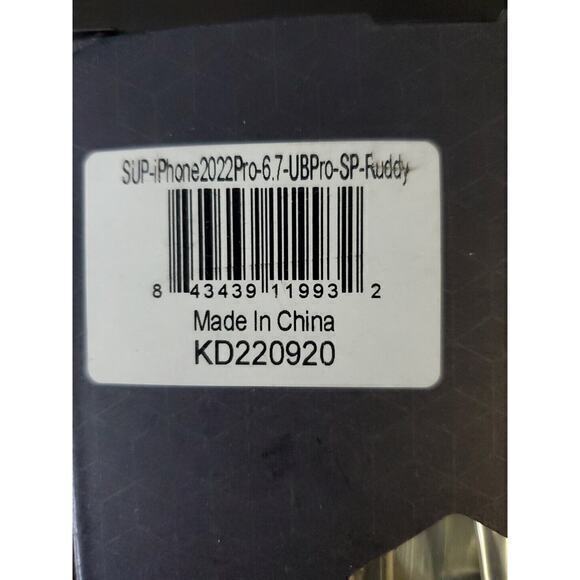 SUP-iPhone2022Pro-6.7-UBPro-SP-Ruddy
8 43439 11993 2
Made In China
KD220920